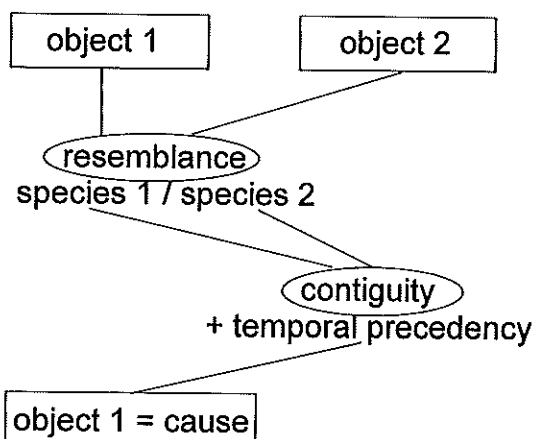 object 1
object 2
resemblance
species 1 / species 2
contiguity
+ temporal precedency
object 1 = cause